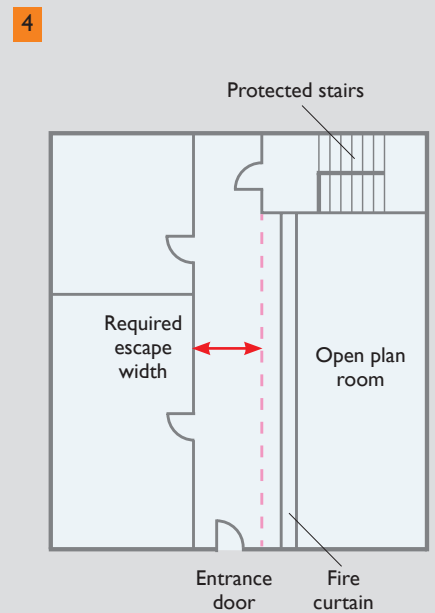 4
Protected stairs
Required
escape
width
Open plan
room
Entrance
door
Fire
curtain